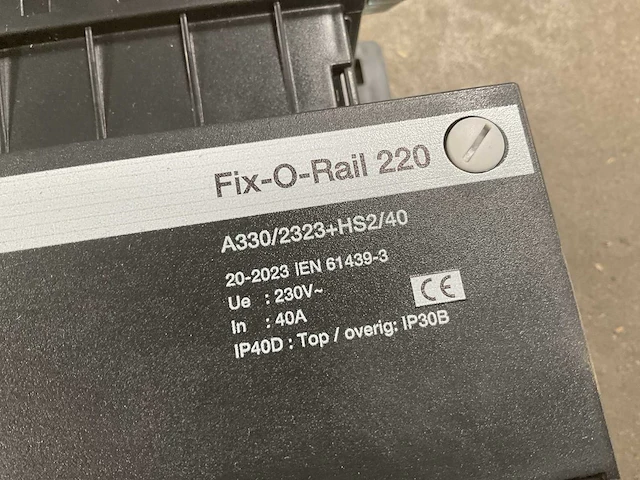 Fix-O-Rail 220
A330/2323+HS2/40
20-2023 IEN 61439-3
Ue : 230V~
In : 40A
IP40D : Top / overig: IP30B
CE